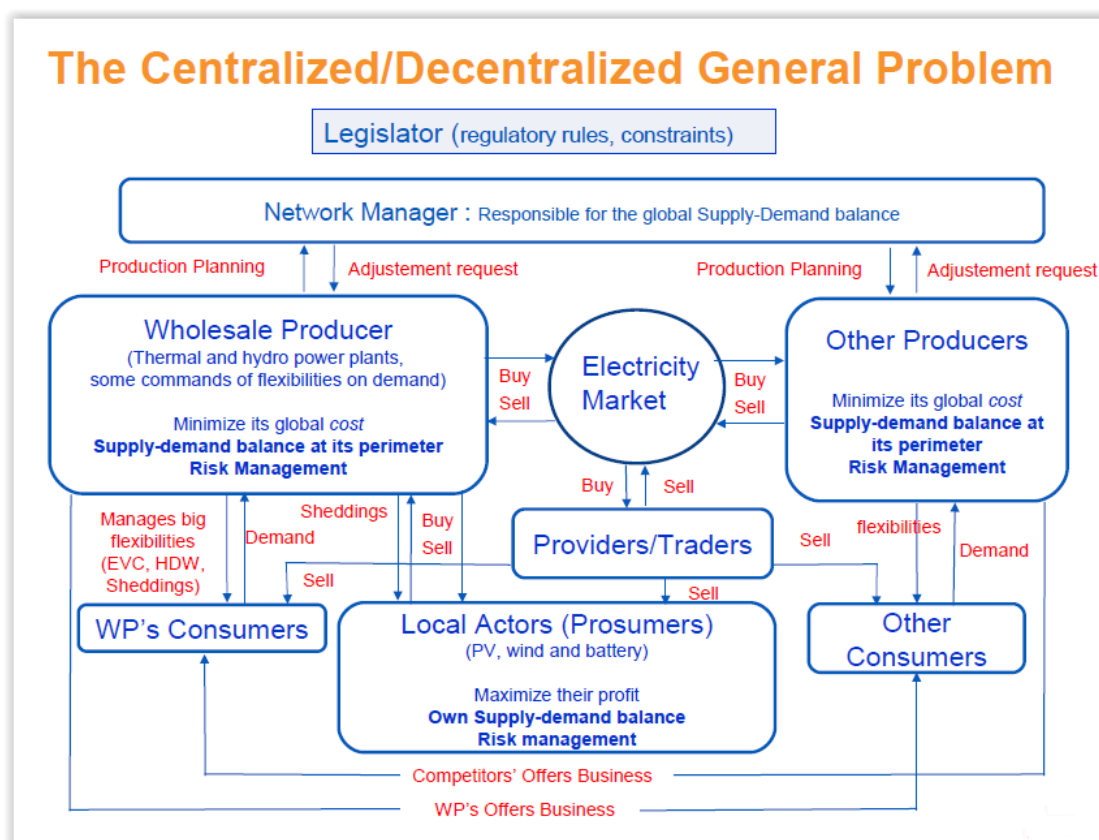 The Centralized/Decentralized General Problem
Legislator (regulatory rules, constraints)
Network Manager : Responsible for the global Supply-Demand balance
Production Planning
Adjustement request
Production Planning
Adjustement request
Wholesale Producer
(Thermal and hydro power plants,
some commands of flexibilities on demand)
Minimize its global cost
Supply-demand balance at its perimeter
Risk Management
Buy
Sell
Electricity
Market
Buy
Sell
Other Producers
Minimize its global cost
Supply-demand balance at
its perimeter
Risk Management
Buy
Sell
Manages big
flexibilities
(EVC, HDW,
Sheddings)
Demand
Sheddings
Buy
Sell
Providers/Traders
Sell
flexibilities
Demand
Sell
Sell
WP's Consumers
Local Actors (Prosumers)
(PV, wind and battery)
Maximize their profit
Own Supply-demand balance
Risk management
Other
Consumers
Competitors' Offers Business
WP's Offers Business